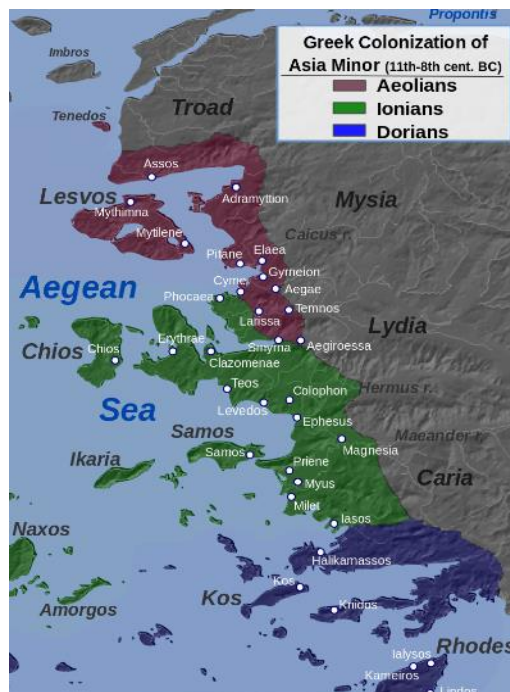 Propontis
Greek Colonization of
Asia Minor (11th-8th cent. BC)
Aeolians
Ionians
Dorians
Imbros
Tenedos
Troad
Assos
Lesvos
Mythimna
Adramyttion
Mysia
Mytilene
Caicus r.
Pitane
Elaea
Gyrneion
Aegean
Cyme
Aegae
Phocaea
Temnos
Larissa
Lydia
Chios
Chios
Erythrae
Smyrna
Aegiroessa
Clazomenae
Teos
Colophon
Hermus r.
Levedos
Sea
Ephesus
Samos
Maeander r.
Magnesia
Samos
Ikaria
Priene
Caria
Myus
Milet
Iasos
Naxos
Halikarnassos
Kos
Kos
Knidus
Amorgos
Rhodes
Ialysos
Kameiros
Lindos